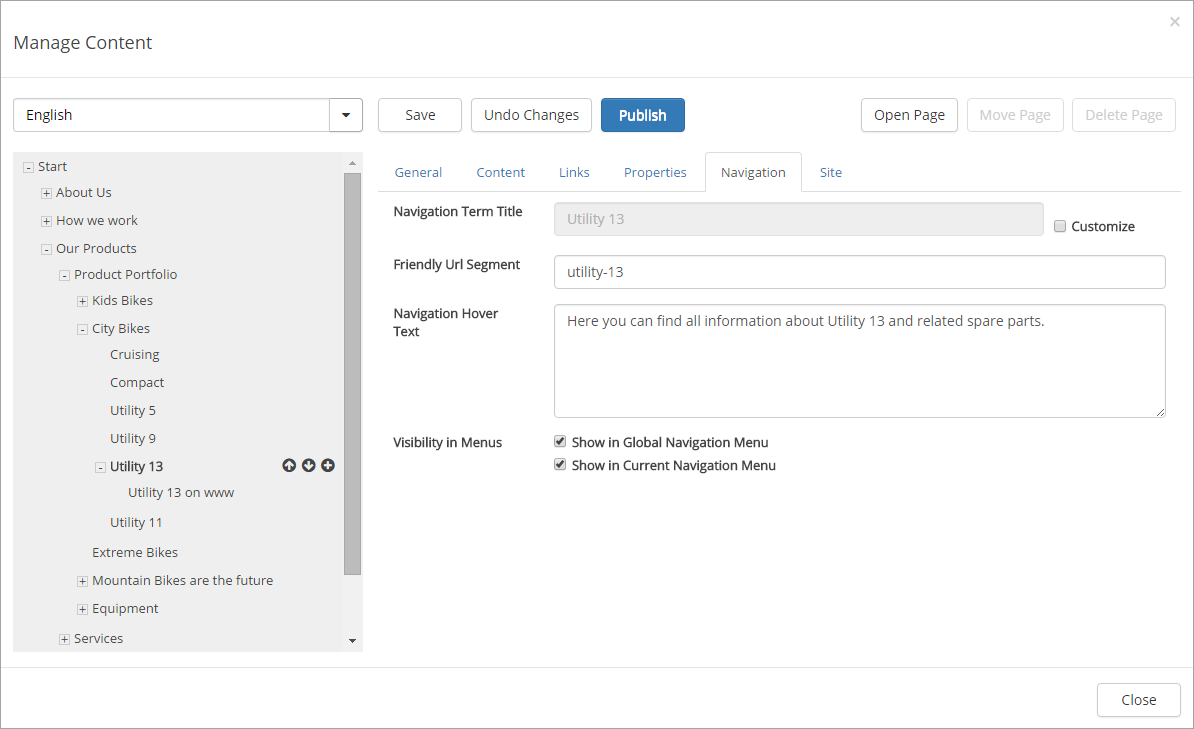 ×
Manage Content
English
Save
Undo Changes
Publish
Open Page
Move Page
Delete Page
Start
About Us
How we work
Our Products
Product Portfolio
Kids Bikes
City Bikes
Cruising
Compact
Utility 5
Utility 9
Utility 13
Utility 13 on www
Utility 11
Extreme Bikes
Mountain Bikes are the future
Equipment
Services
General
Content
Links
Properties
Navigation
Site
Navigation Term Title
Utility 13
Customize
Friendly Url Segment
utility-13
Navigation Hover
Text
Here you can find all information about Utility 13 and related spare parts.
Visibility in Menus
Show in Global Navigation Menu
Show in Current Navigation Menu
Close